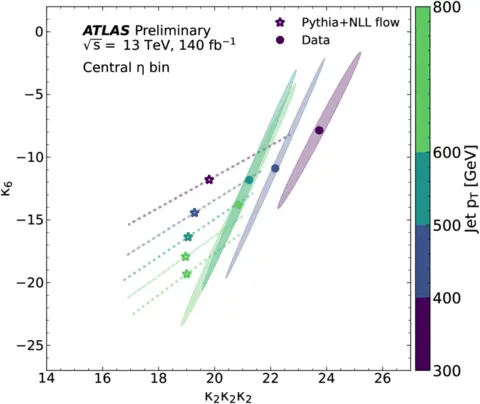 ATLAS Preliminary
√s = 13 TeV, 140 fb⁻¹
Central η bin
Pythia+NLL flow
Data
0
−5
−10
−15
−20
−25
κ₆
14 16 18 20 22 24 26
κ₂κ₂κ₂
800
600
500
400
300
Jet pT [GeV]